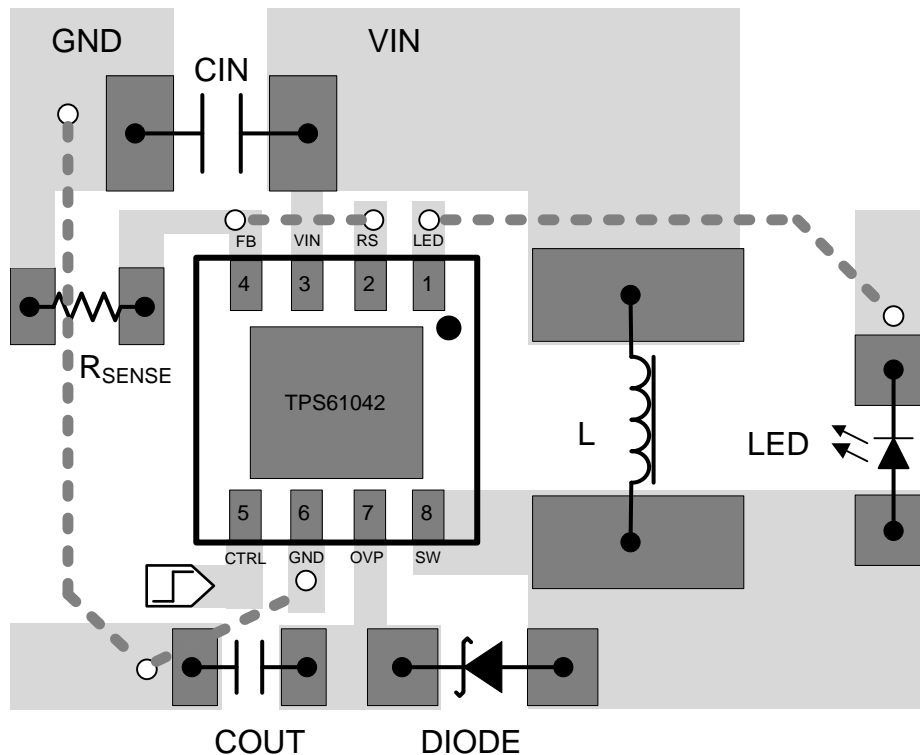 GND
VIN
CIN
FB VIN RS LED
4 3 2 1
R_SENSE
TPS61042
L
LED
5 6 7 8
CTRL GND OVP SW
COUT
DIODE